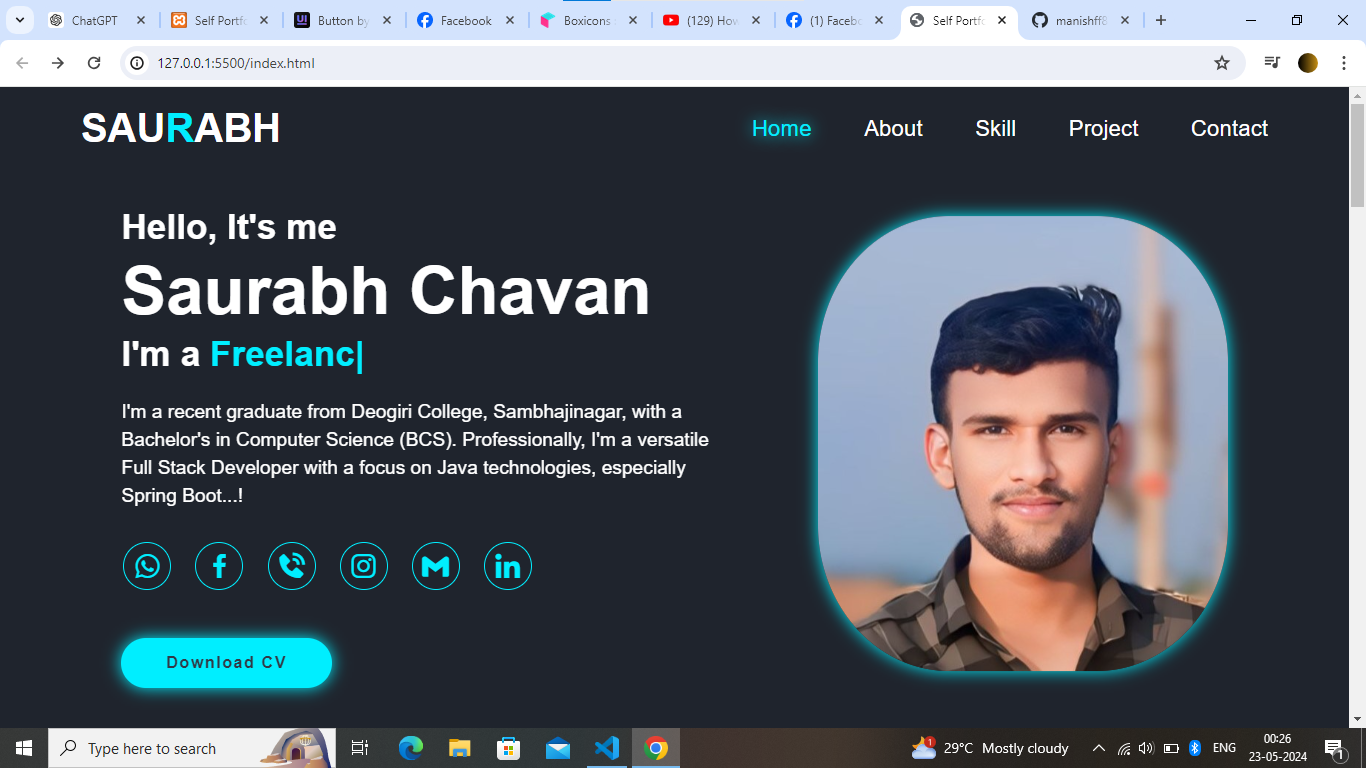 ChatGPT
Self Portf
Button by
Facebook
Boxicons :
(129) How
(1) Facebo
Self Portfo
manishff8
127.0.0.1:5500/index.html
SAURABH
Home
About
Skill
Project
Contact
Hello, It's me
Saurabh Chavan
I'm a Freelanc|
I'm a recent graduate from Deogiri College, Sambhajinagar, with a
Bachelor's in Computer Science (BCS). Professionally, I'm a versatile
Full Stack Developer with a focus on Java technologies, especially
Spring Boot...!
Download CV
Type here to search
1
29°C Mostly cloudy
ENG
00:26
23-05-2024
1